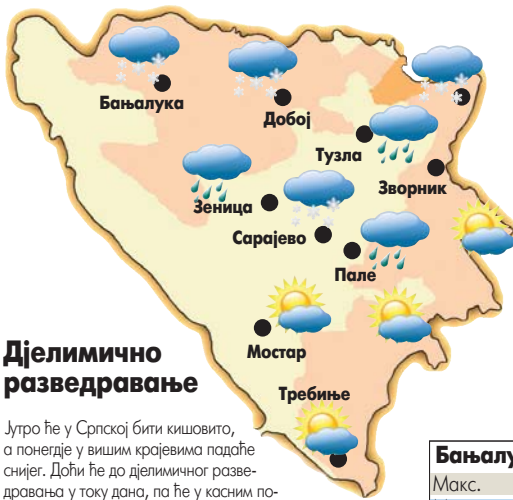 Бањалука
Добој
Тузла
Зворник
Зеница
Сарајево
Пале
Мостар
Требиње
Дјелимично
разведравање
Јутро ће у Српској бити кишовито,
а понегдје у вишим крајевима падаће
снијег. Доћи ће до дјелимичног разве-
дравања у току дана, па ће у касним по-
Бањалу
Макс.